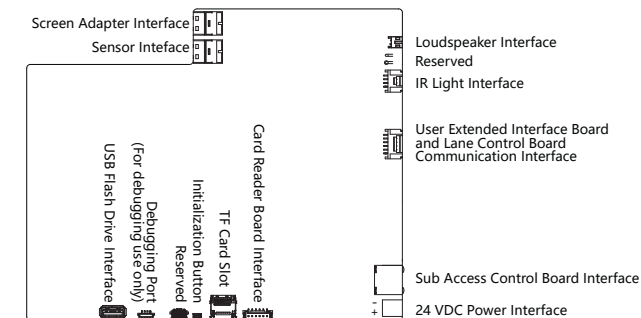 Screen Adapter Interface
Sensor Inteface
Loudspeaker Interface
Reserved
IR Light Interface
User Extended Interface Board
and Lane Control Board
Communication Interface
Card Reader Board Interface
TF Card Slot
Initialization Button
Reserved
Debugging Port
(For debugging use only)
USB Flash Drive Interface
Sub Access Control Board Interface
-
+
24 VDC Power Interface